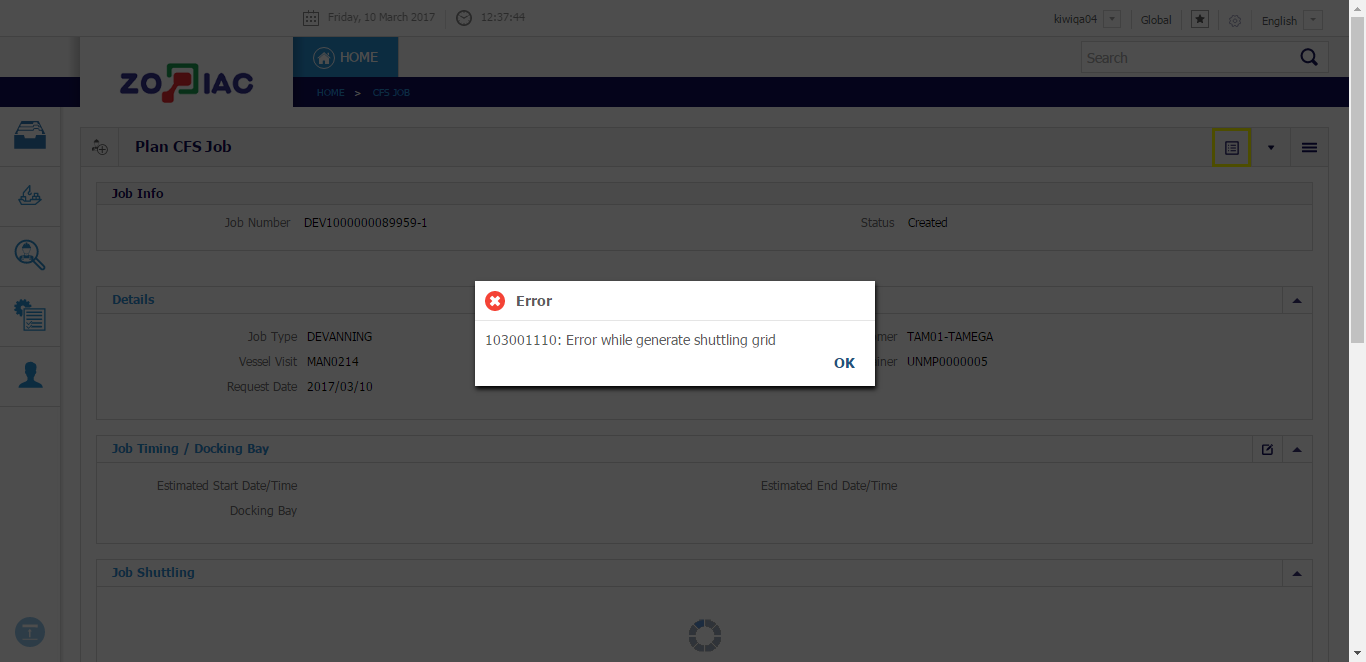 Friday, 10 March 2017 12:37:44 kiwiqa04 Global English
HOME Search
ZODIAC
HOME > CFS JOB
Plan CFS Job
Job Info
Job Number DEV1000000089959-1 Status Created
Details
Job Type DEVANNING mer TAM01-TAMEGA
Vessel Visit MAN0214 iner UNMP0000005
Request Date 2017/03/10
Error
103001110: Error while generate shuttling grid
OK
Job Timing / Docking Bay
Estimated Start Date/Time Estimated End Date/Time
Docking Bay
Job Shuttling